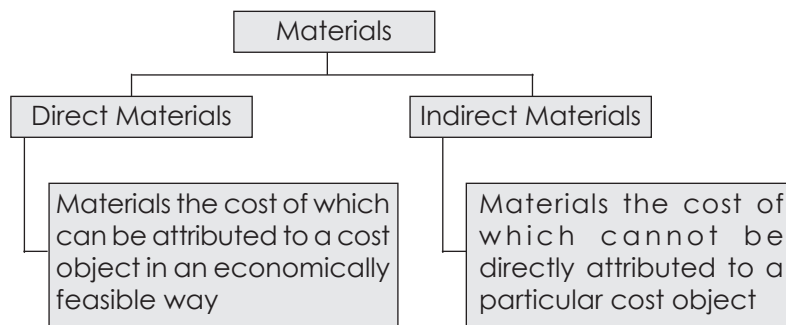 Materials
Direct Materials
Indirect Materials
Materials the cost of which
can be attributed to a cost
object in an economically
feasible way
Materials the cost of
which cannot be
directly attributed to a
particular cost object